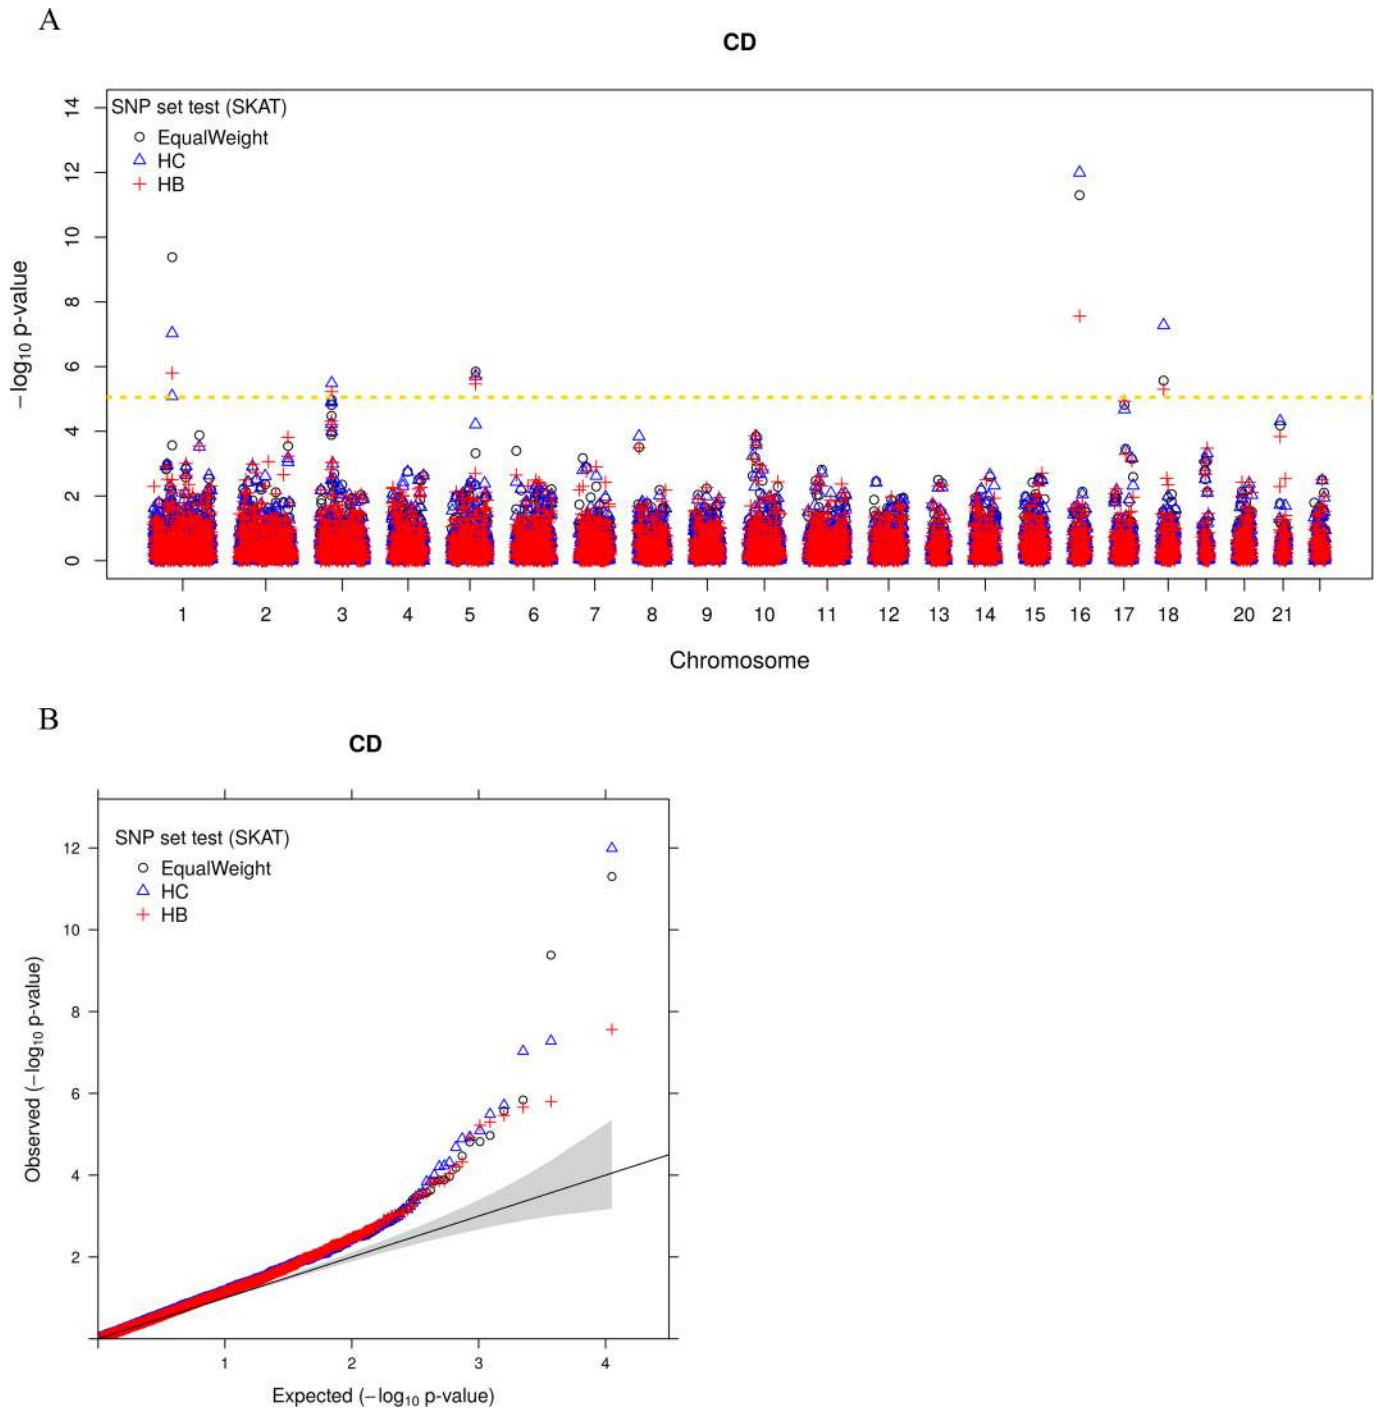 A
CD
SNP set test (SKAT)
EqualWeight
HC
HB
14
12
10
8
6
4
2
0
−log10 p-value
1 2 3 4 5 6 7 8 9 10 11 12 13 14 15 16 17 18 20 21
Chromosome
B
CD
SNP set test (SKAT)
EqualWeight
HC
HB
12
10
8
6
4
2
Observed (−log10 p-value)
1 2 3 4
Expected (−log10 p-value)